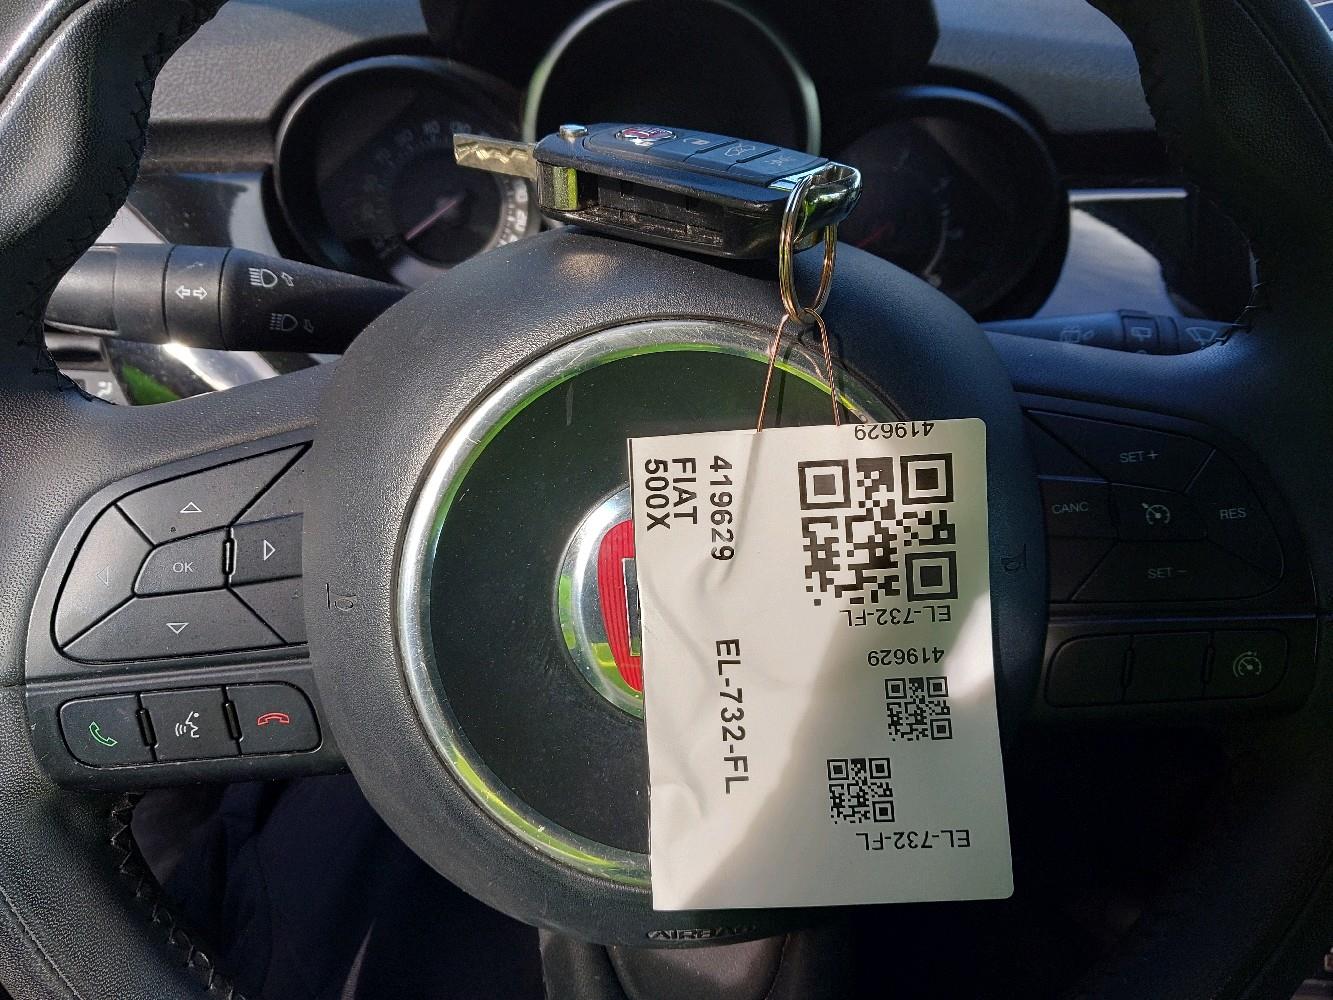 419629
FIAT
500X
EL-732-FL
419629
EL-732-FL
419629
EL-732-FL
OK
SET +
CANC
RES
SET -
AIRBAG